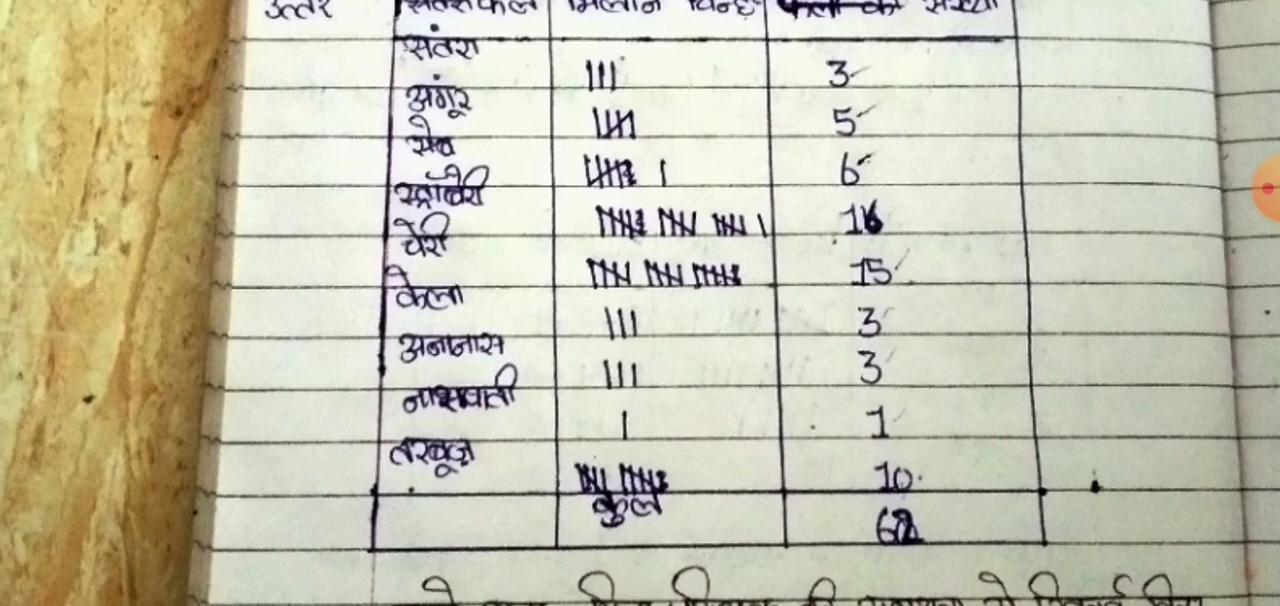 उत्तर मिलान चिन्ह की संख्या
संतरा ||| 3
अंगूर 5
सेब | 6
स्ट्रॉबेरी | 16
चेरी 15
केला ||| 3
अनानास ||| 3
नाशपाती | 1
तरबूज 10
कुल 62